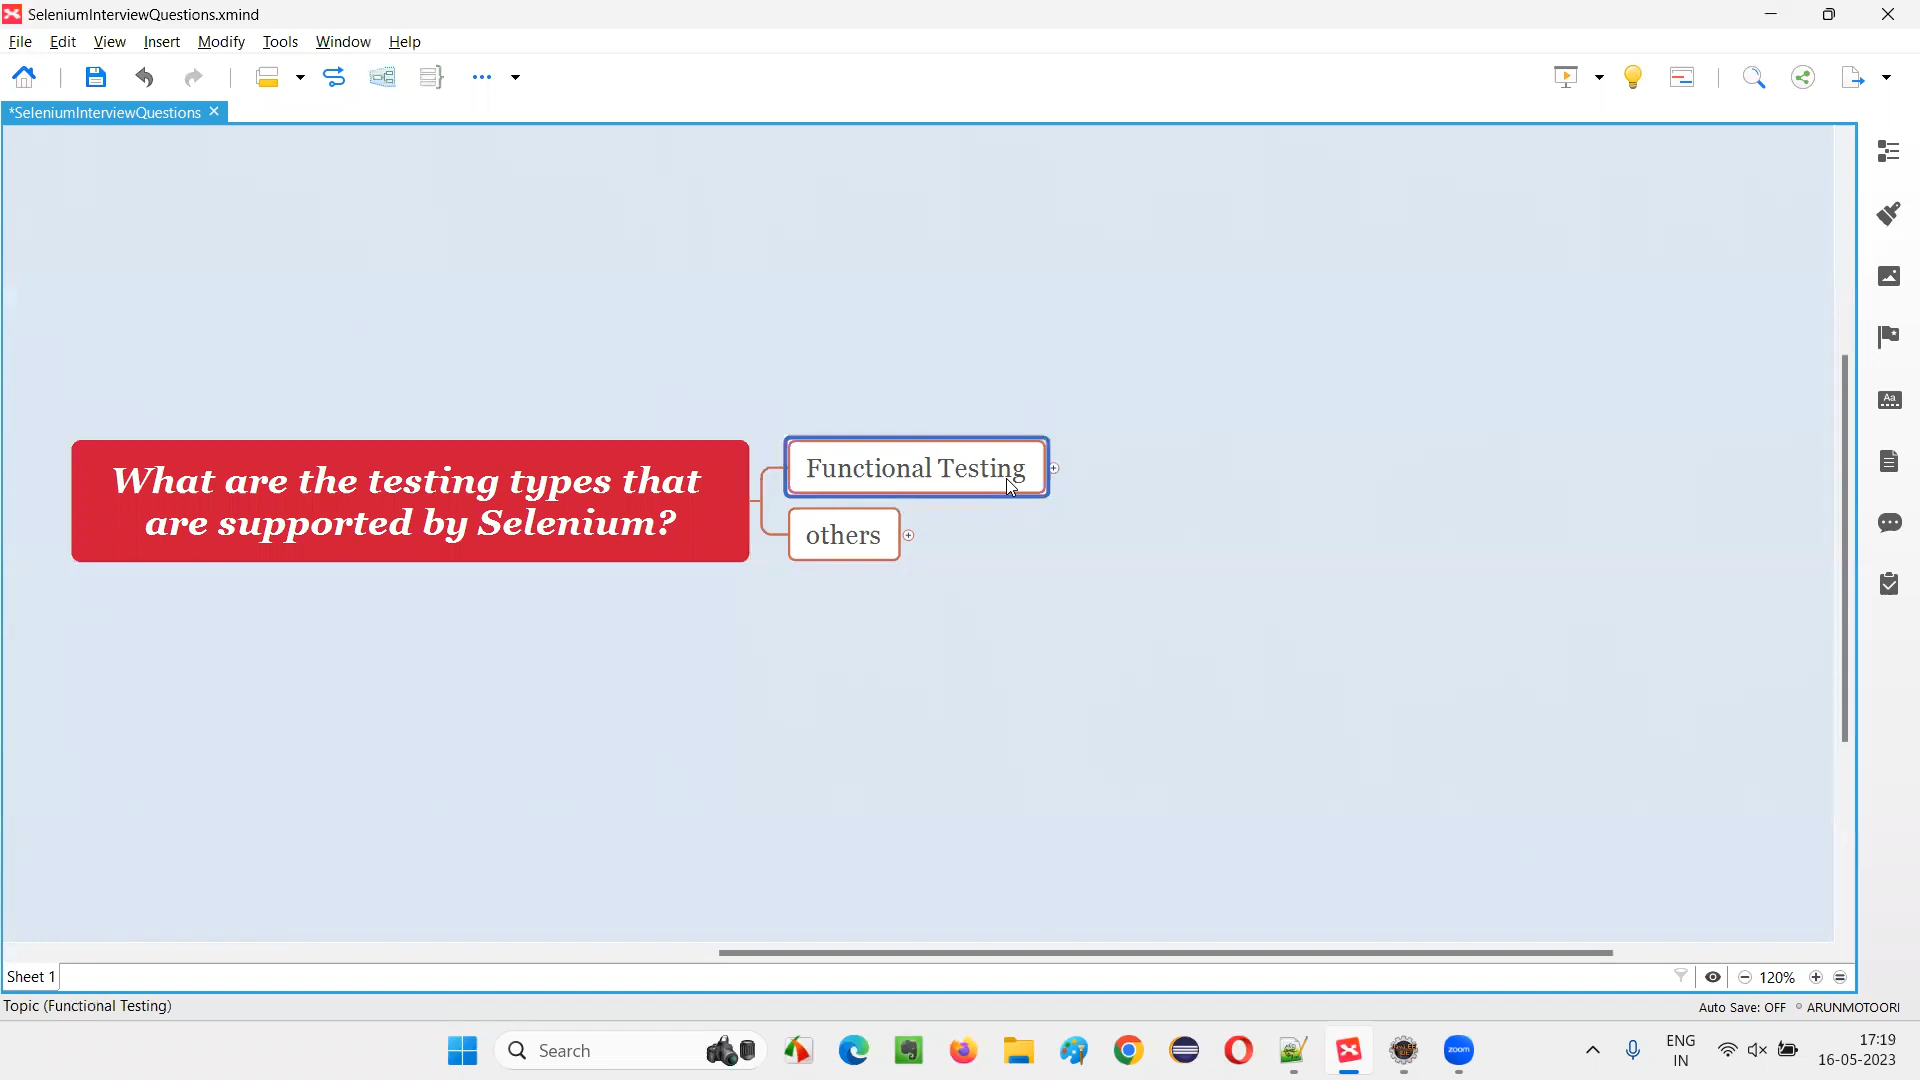 SeleniumInterviewQuestions.xmind
File Edit View Insert Modify Tools Window Help
*SeleniumInterviewQuestions
What are the testing types that
are supported by Selenium?
Functional Testing
others
Aa
Sheet 1
120%
Topic (Functional Testing)
Auto Save: OFF
ARUNMOTOORI
Search
zoom
ENG
IN
17:19
16-05-2023